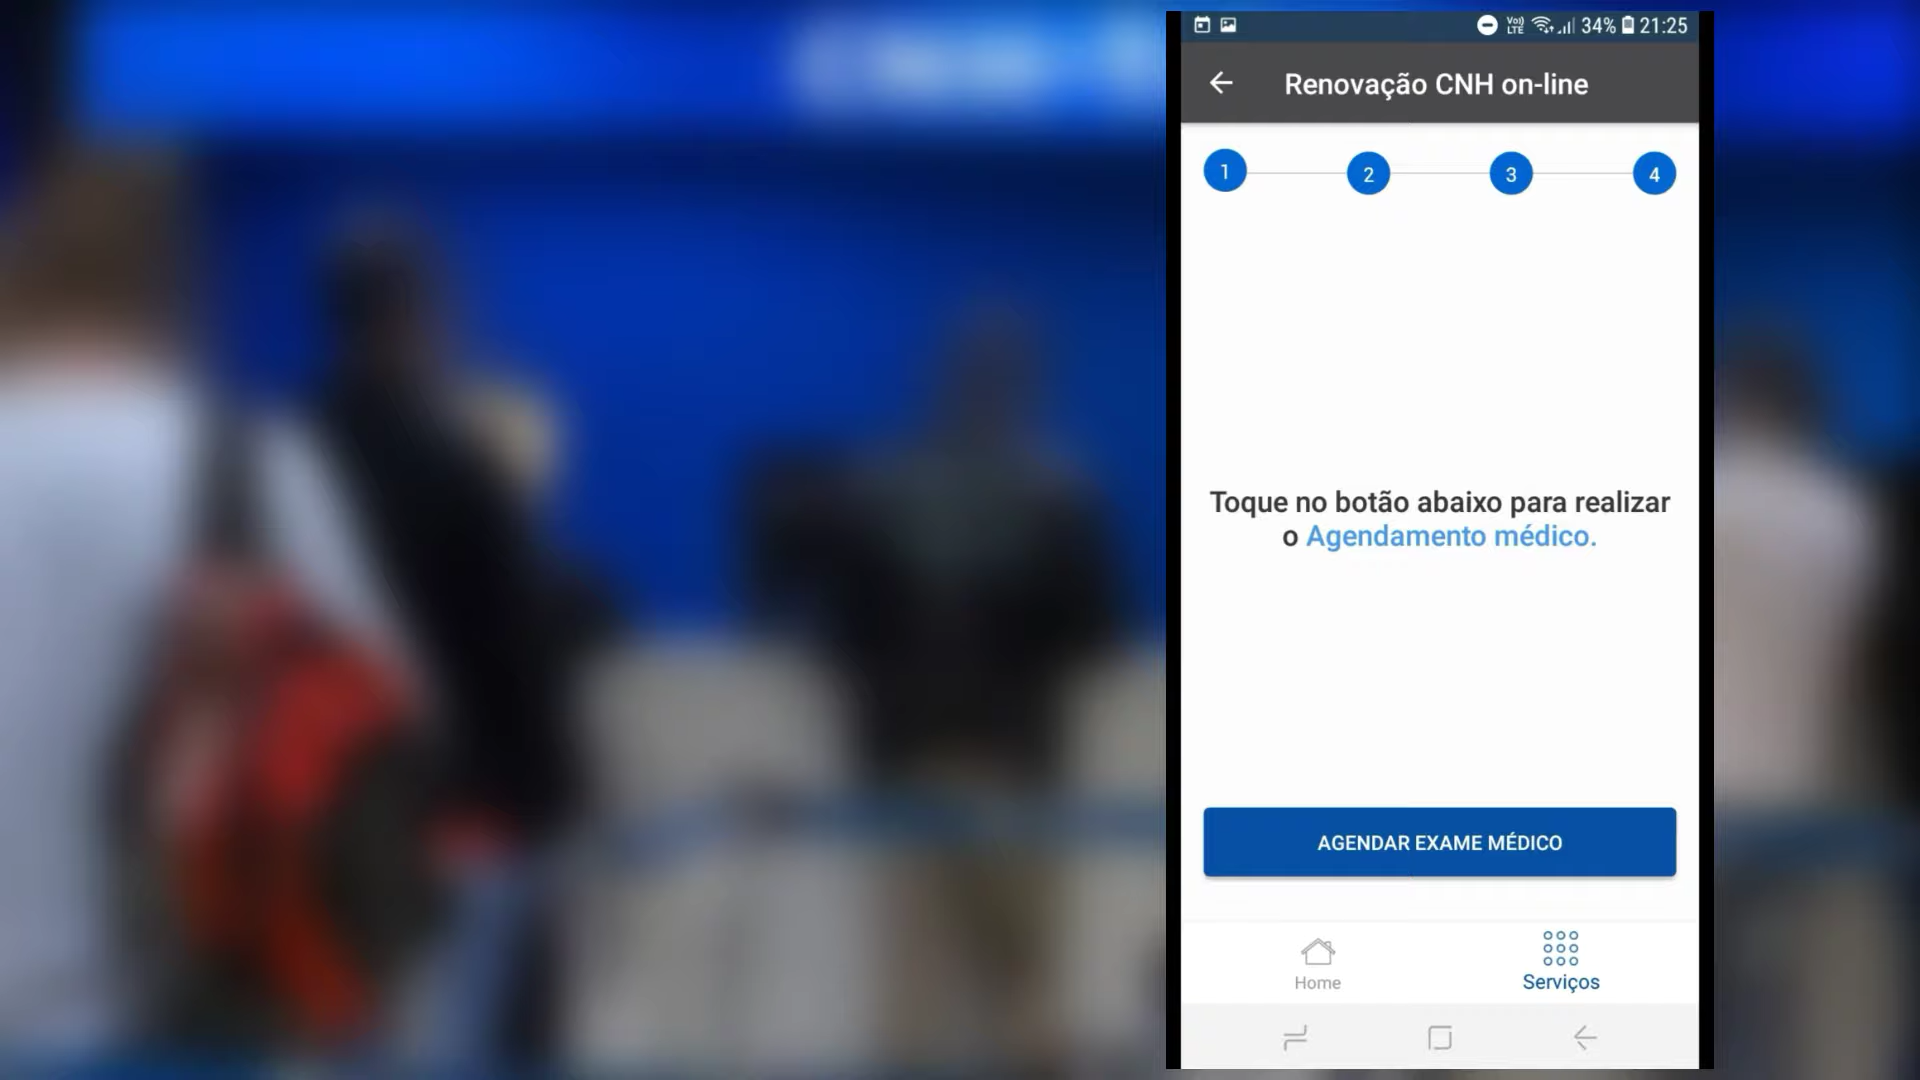 VoLTE 34% 21:25
Renovação CNH on-line
1 2 3 4
Toque no botão abaixo para realizar
o Agendamento médico.
AGENDAR EXAME MÉDICO
Home Serviços